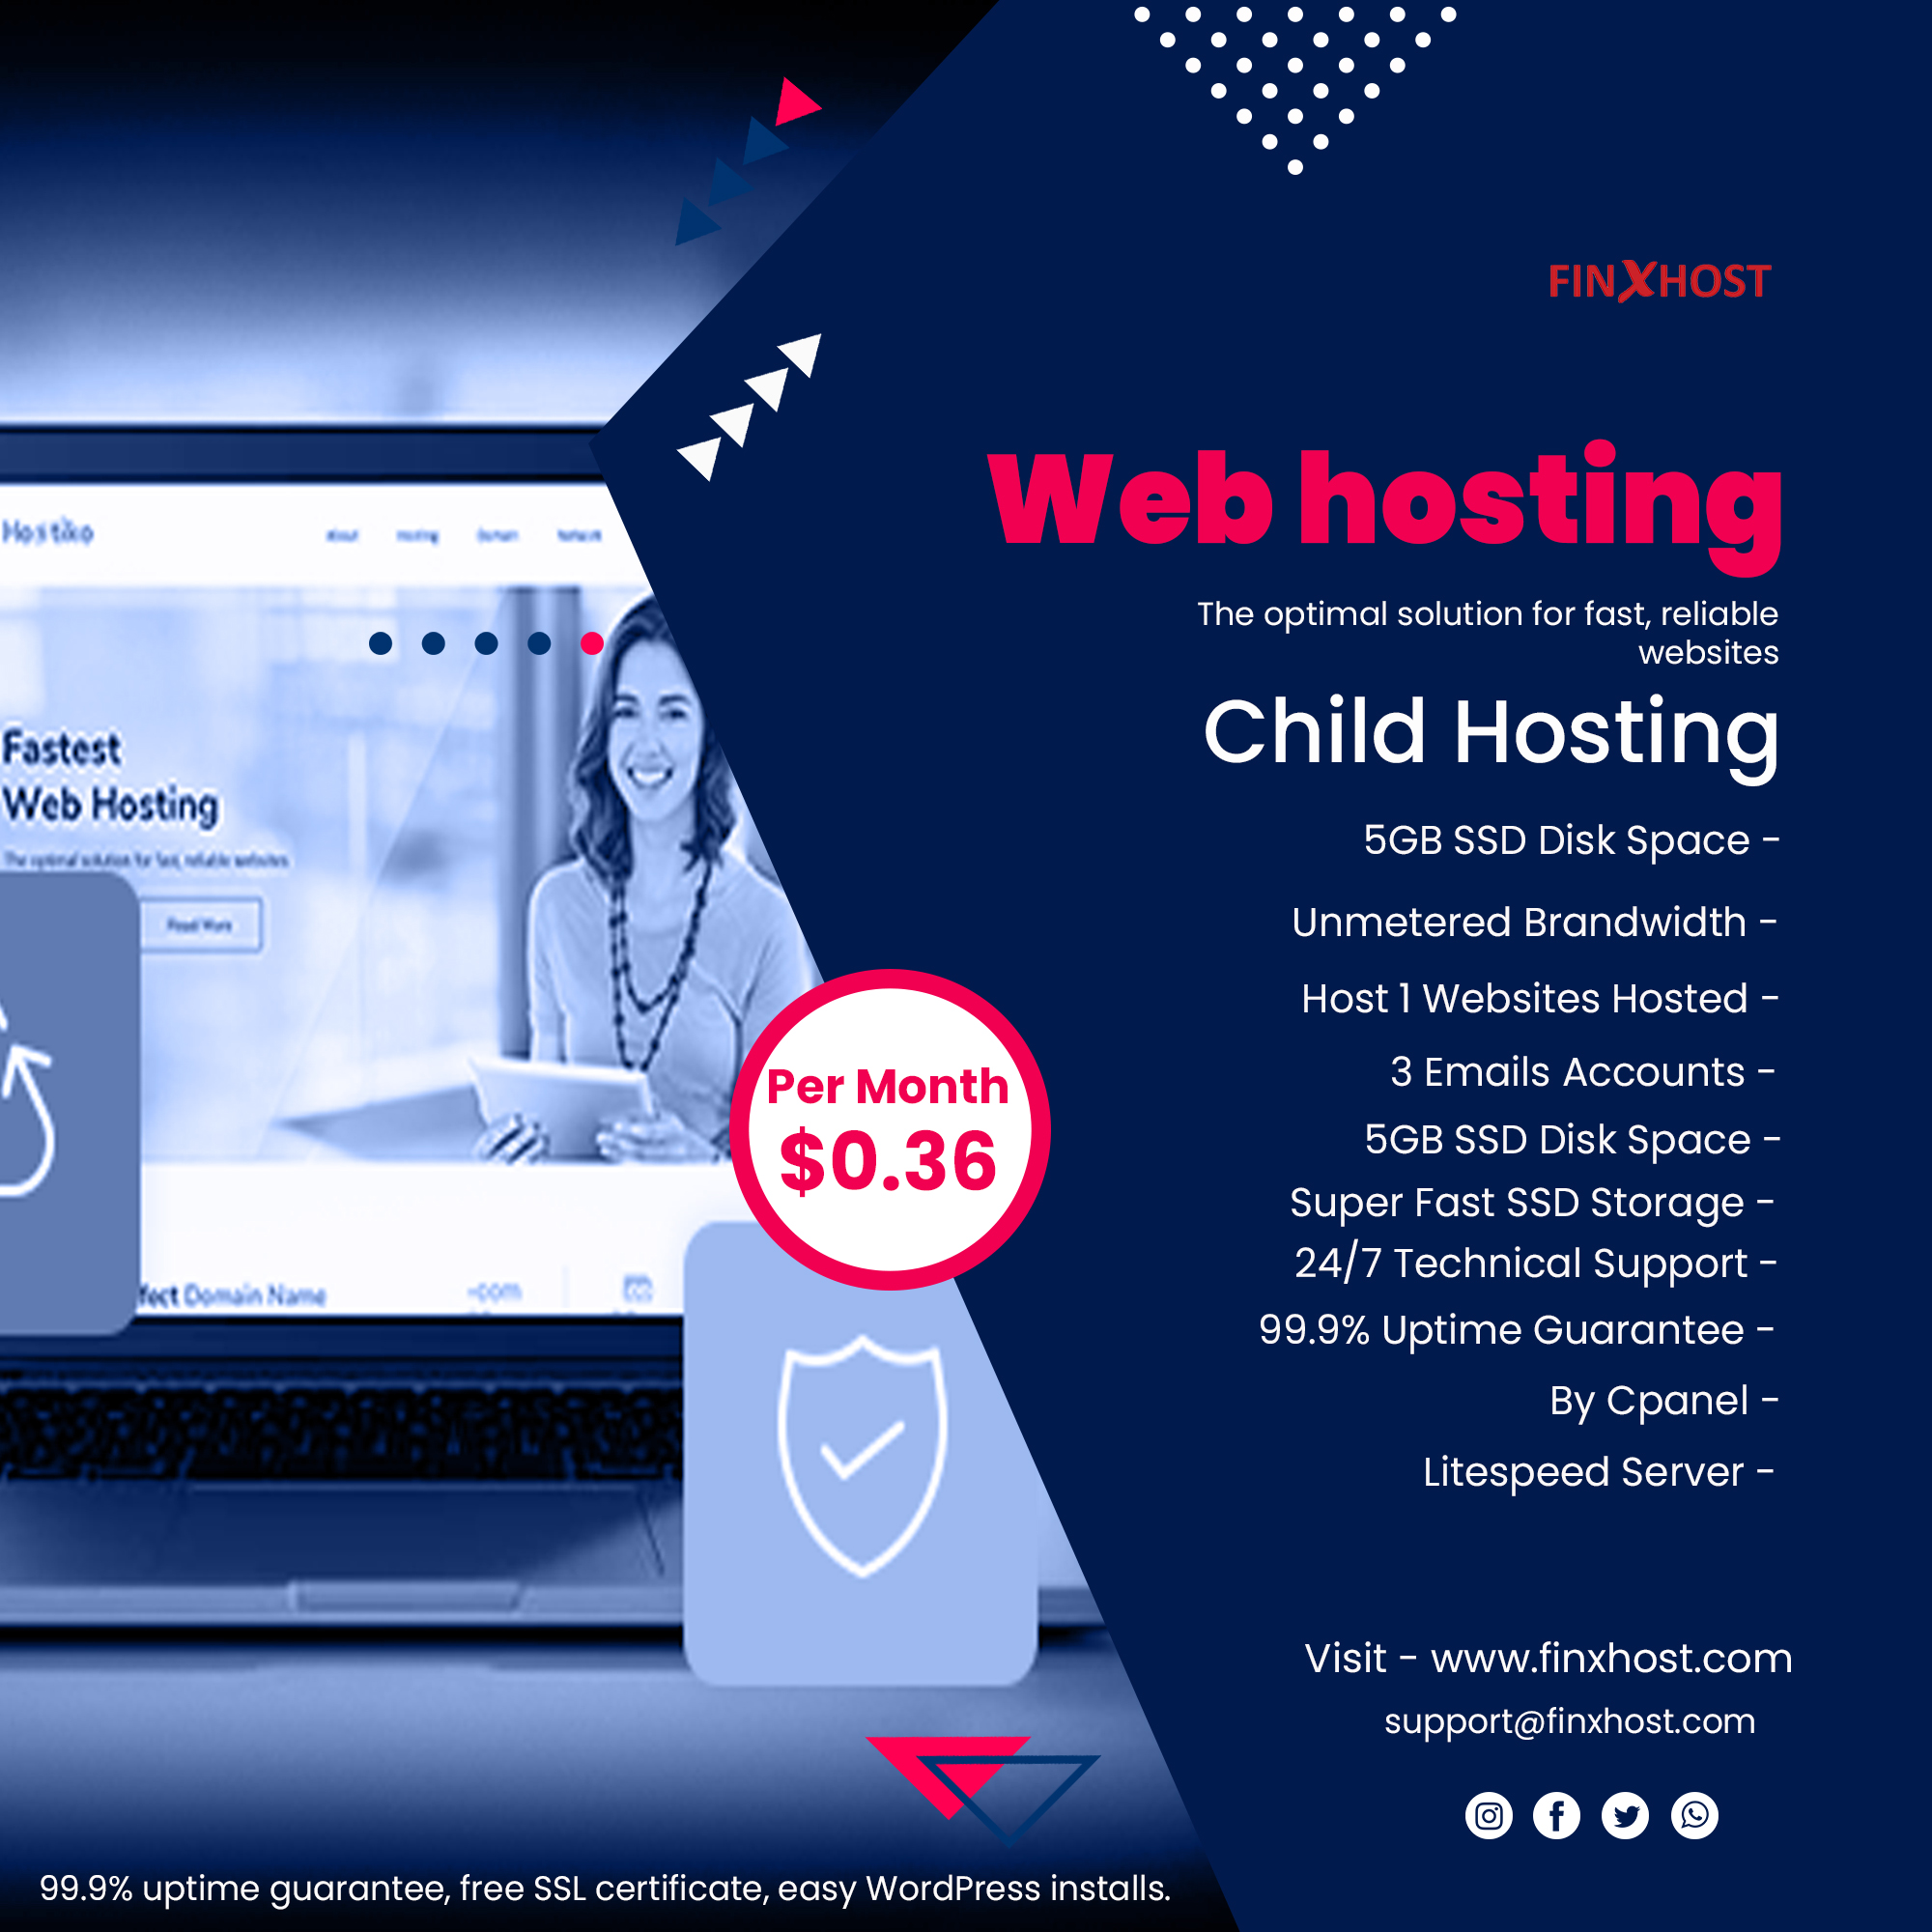 FINXHOST
Web hosting
The optimal solution for fast, reliable
websites
Child Hosting
5GB SSD Disk Space -
Unmetered Brandwidth -
Host 1 Websites Hosted -
3 Emails Accounts -
5GB SSD Disk Space -
Super Fast SSD Storage -
24/7 Technical Support -
99.9% Uptime Guarantee -
By Cpanel -
Litespeed Server -
Per Month
$0.36
Hostiko
About Hosting Domain Network
Fastest
Web Hosting
The optimal solution for fast, reliable websites
Read More
fect Domain Name
.com
Visit - www.finxhost.com
support@finxhost.com
99.9% uptime guarantee, free SSL certificate, easy WordPress installs.